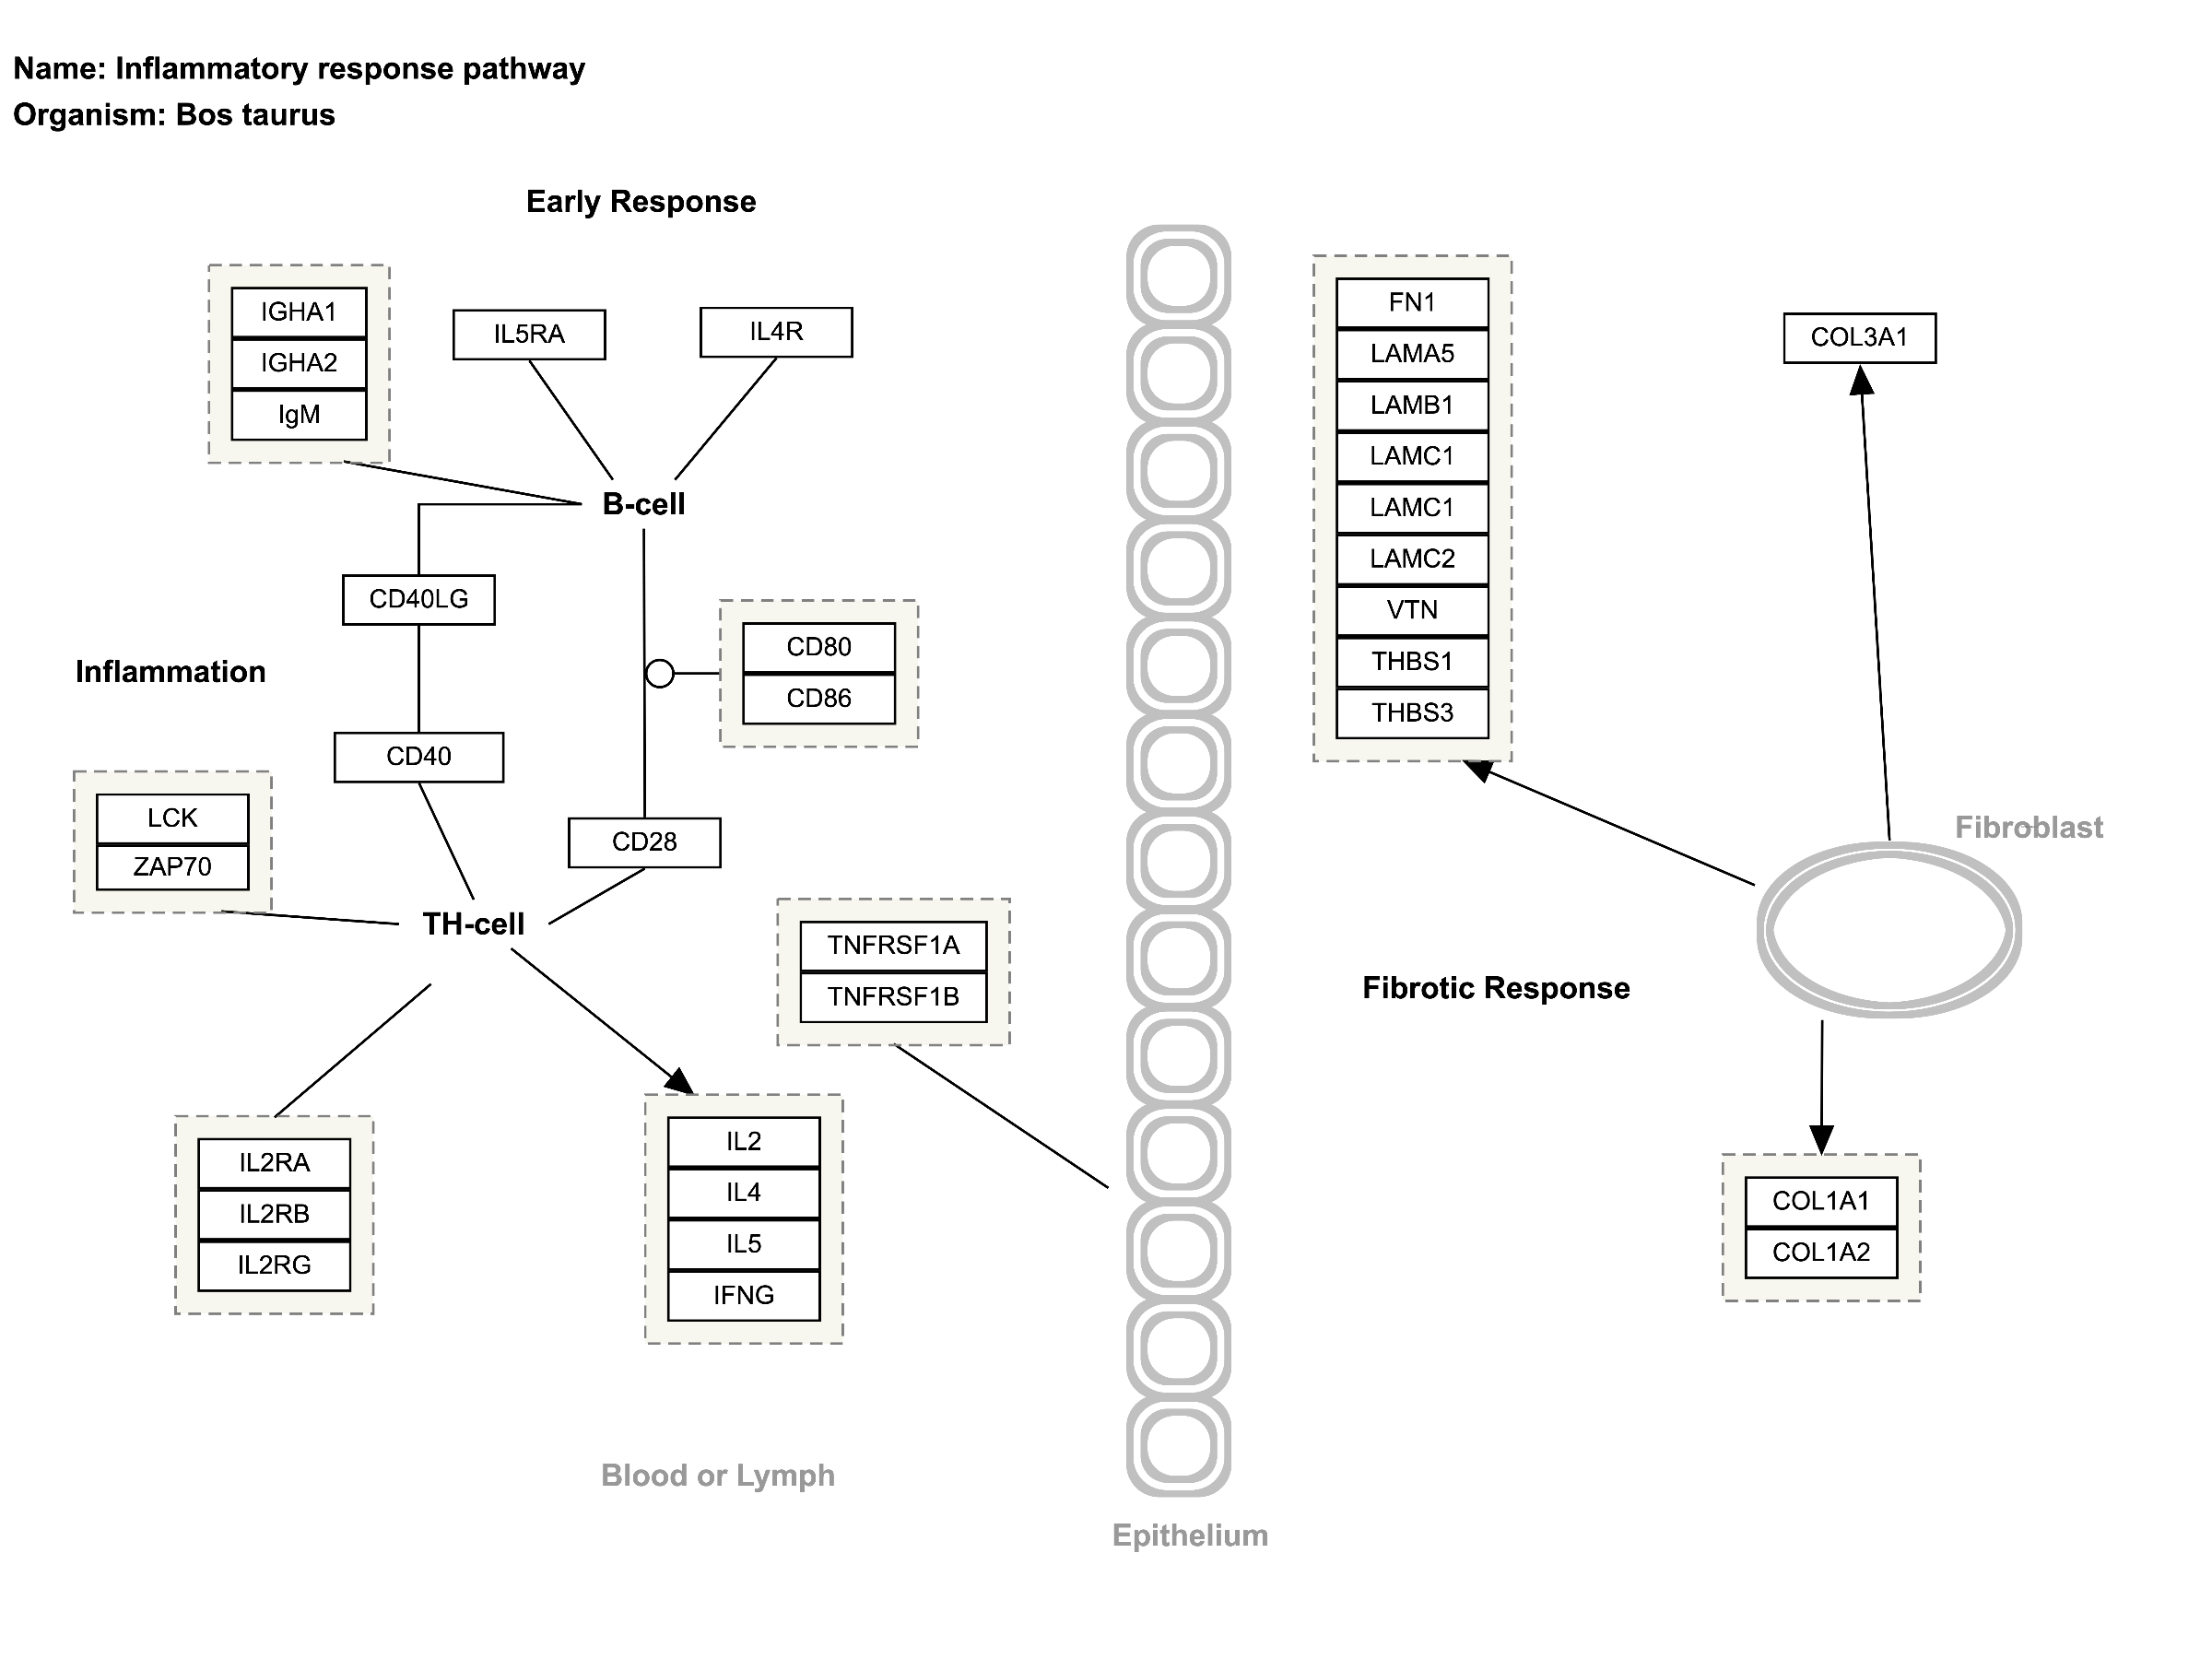 Name: Inflammatory response pathway
Organism: Bos taurus
Early Response
IGHA1
IGHA2
IgM
IL5RA
IL4R
B-cell
CD40LG
CD80
CD86
Inflammation
CD40
LCK
ZAP70
CD28
TH-cell
TNFRSF1A
TNFRSF1B
IL2RA
IL2RB
IL2RG
IL2
IL4
IL5
IFNG
Blood or Lymph
Epithelium
FN1
LAMA5
LAMB1
LAMC1
LAMC1
LAMC2
VTN
THBS1
THBS3
COL3A1
Fibroblast
Fibrotic Response
COL1A1
COL1A2